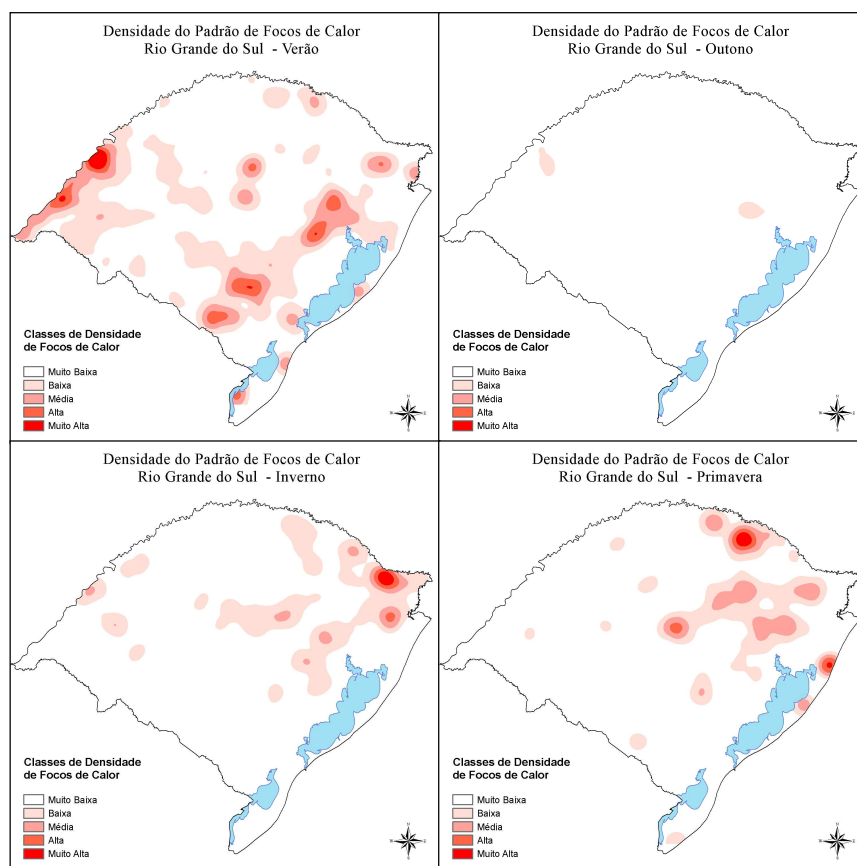 Densidade do Padrão de Focos de Calor
Rio Grande do Sul - Verão
Classes de Densidade
de Focos de Calor
Muito Baixa
Baixa
Média
Alta
Muito Alta
Densidade do Padrão de Focos de Calor
Rio Grande do Sul - Outono
Classes de Densidade
de Focos de Calor
Muito Baixa
Baixa
Média
Alta
Muito Alta
Densidade do Padrão de Focos de Calor
Rio Grande do Sul - Inverno
Classes de Densidade
de Focos de Calor
Muito Baixa
Baixa
Média
Alta
Muito Alta
Densidade do Padrão de Focos de Calor
Rio Grande do Sul - Primavera
Classes de Densidade
de Focos de Calor
Muito Baixa
Baixa
Média
Alta
Muito Alta